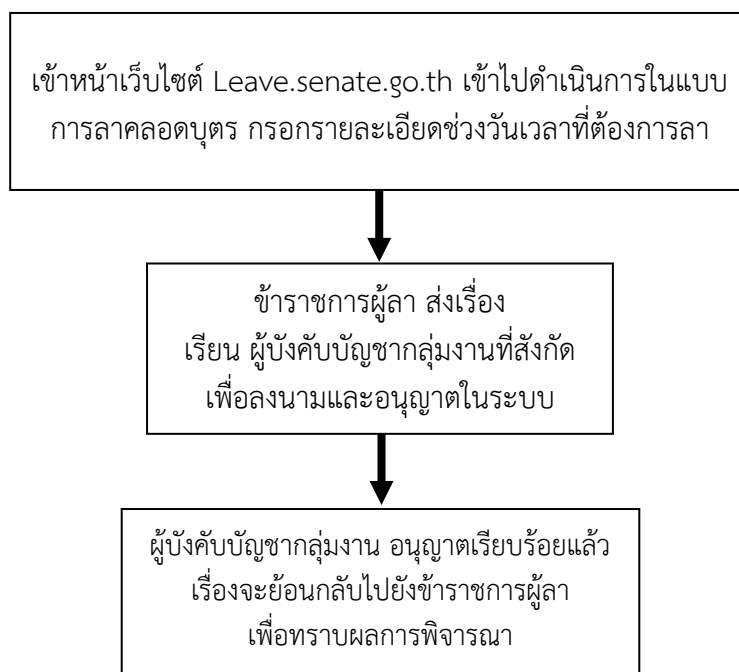 เข้าหน้าเว็บไซต์ Leave.senate.go.th เข้าไปดำเนินการในแบบ
การลาคลอดบุตร กรอกรายละเอียดช่วงวันเวลาที่ต้องการลา
ข้าราชการผู้ลา ส่งเรื่อง
เรียน ผู้บังคับบัญชากลุ่มงานที่สังกัด
เพื่อลงนามและอนุญาตในระบบ
ผู้บังคับบัญชากลุ่มงาน อนุญาตเรียบร้อยแล้ว
เรื่องจะย้อนกลับไปยังข้าราชการผู้ลา
เพื่อทราบผลการพิจารณา